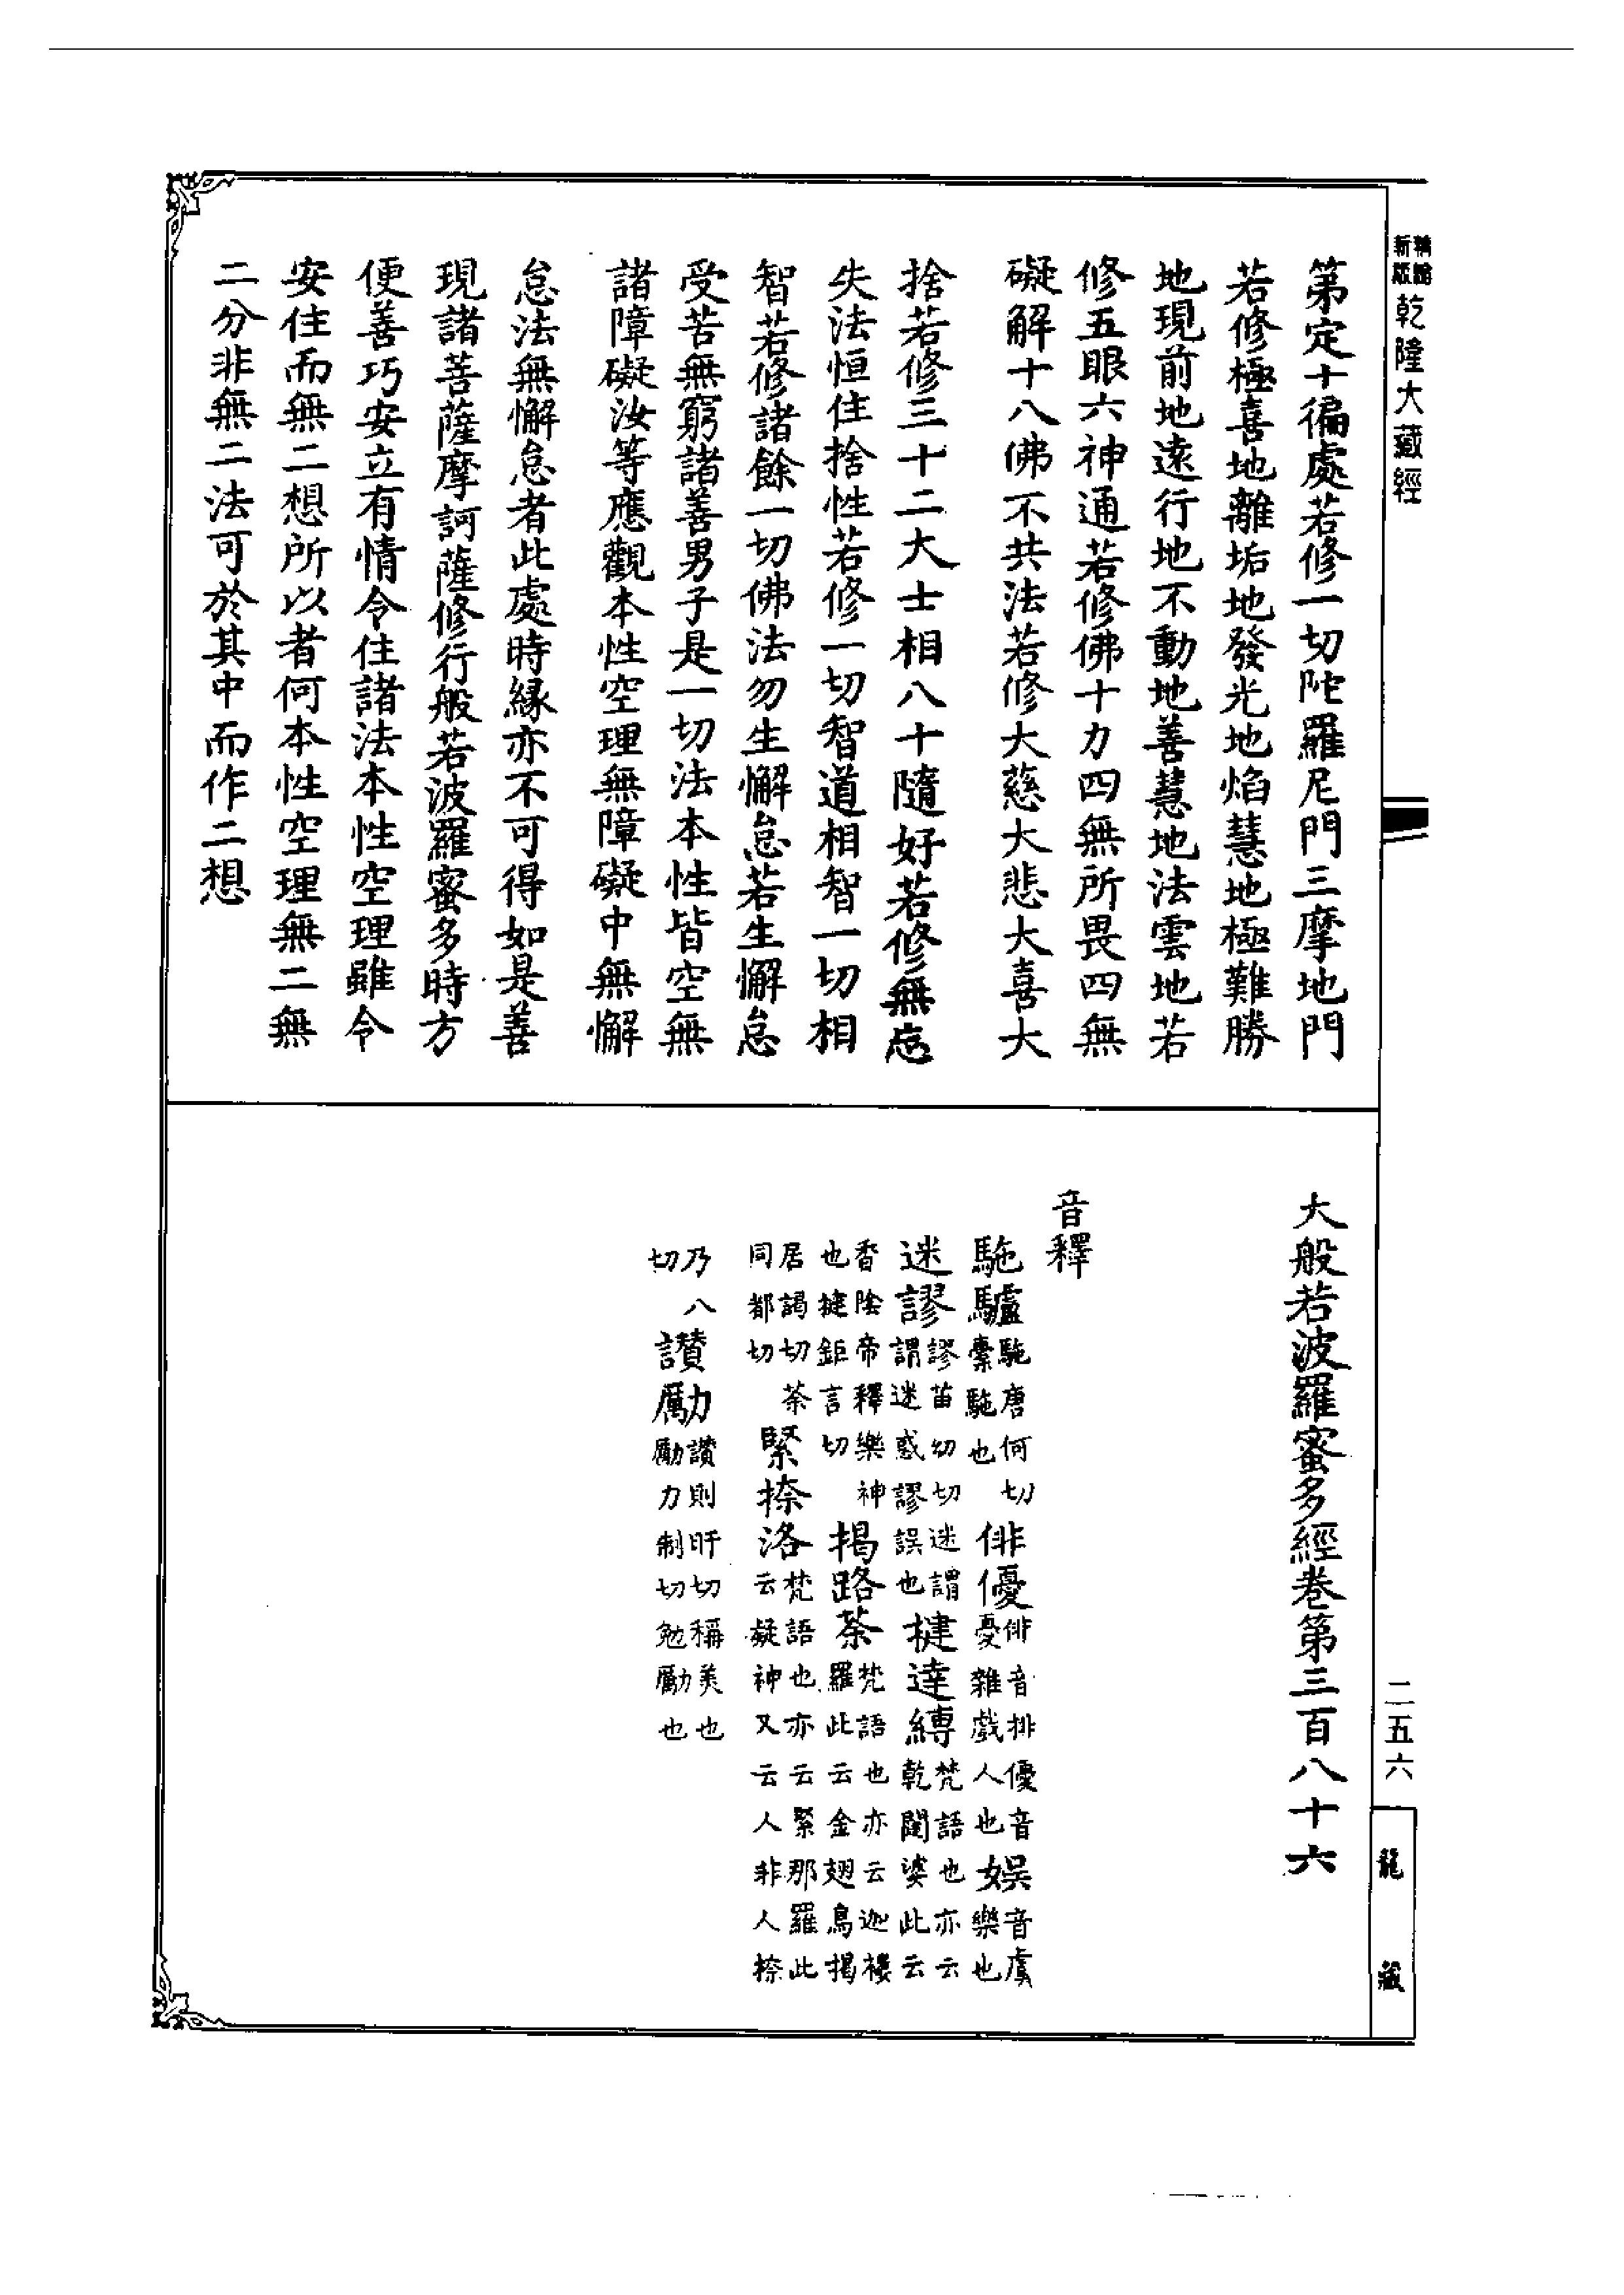 新版
乾隆大藏經
第定十徧處若修一切陀羅尼門三摩地門
若修極喜地離垢地發光地焰慧地極難勝
地現前地遠行地不動地善慧地法雲地若
修五眼六神通若修佛十力四無所畏四無
礙解十八佛不共法若修大慈大悲大喜大
捨若修三十二大士相八十隨好若修無忘
失法恒住捨性若修一切智道相智一切相
智若修諸餘一切佛法勿生懈怠若生懈怠
受苦無窮諸善男子是一切法本性皆空無
諸障礙汝等應觀本性空理無障礙中無懈
怠法無懈怠者此處時緣亦不可得如是善
現諸菩薩摩訶薩修行般若波羅蜜多時方
便善巧安立有情令住諸法本性空理雖令
安住而無二想所以者何本性空理無二無
二分非無二法可於其中而作二想
大般若波羅蜜多經卷第三百八十六
音釋
駞驢駞唐何切橐駞也俳優俳音排優音憂雜戲人也娛音虞樂也
迷謬謬苗幼切迷謂謂迷惑謬誤也揵達縛梵語也亦云乾闥婆此云
香陰帝釋樂神也揵鉅言切揭路荼梵語也亦云迦樓羅此云金翅鳥揭
居謁切荼同都切緊捺洛梵語也亦云緊那羅此云疑神又云人非人捺
乃八切讚勵讚則旰切稱美也勵力制切勉勵也
二五六
龍藏